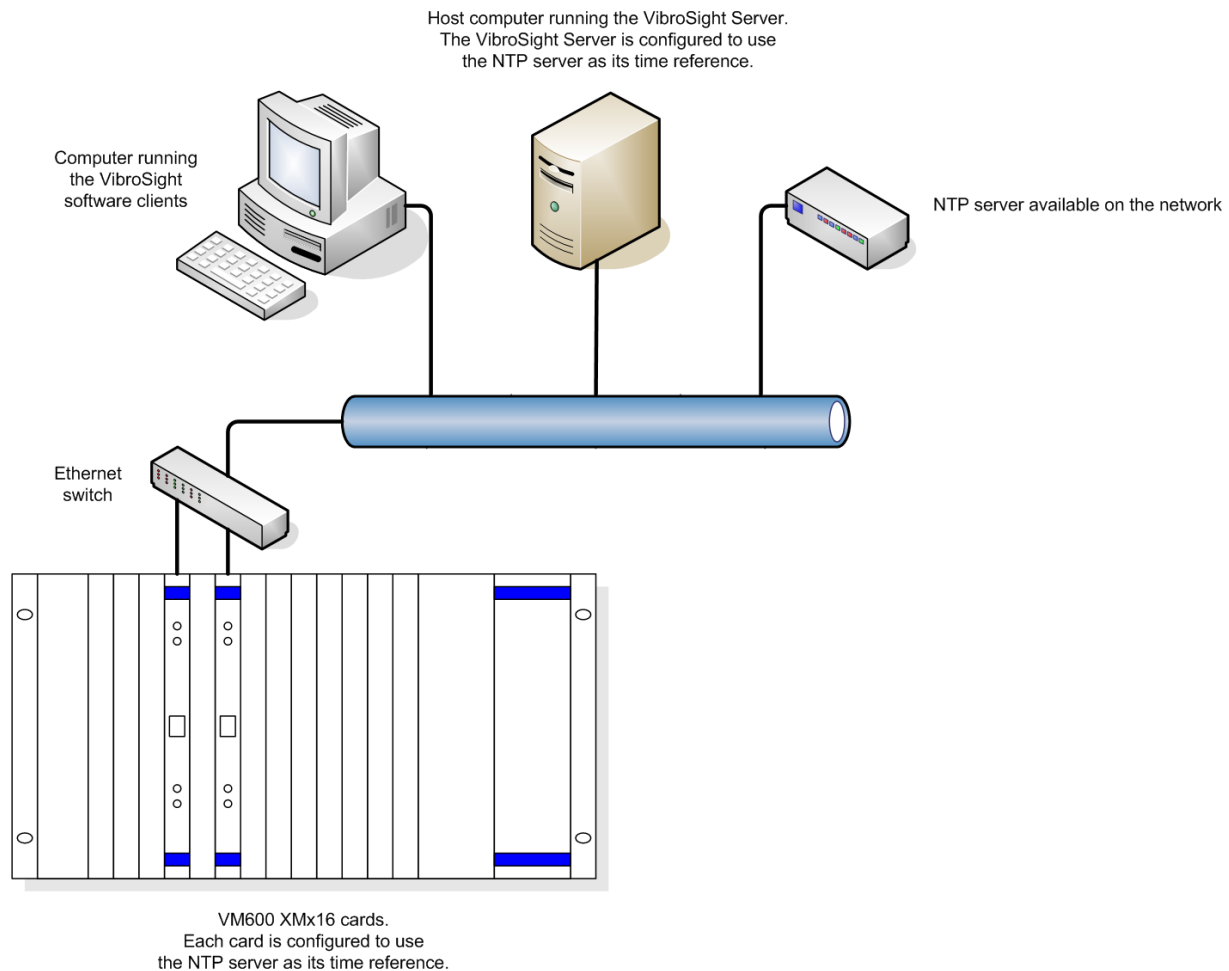 Host computer running the VibroSight Server.
The VibroSight Server is configured to use
the NTP server as its time reference.
Computer running
the VibroSight
software clients
NTP server available on the network
Ethernet
switch
VM600 XMx16 cards.
Each card is configured to use
the NTP server as its time reference.